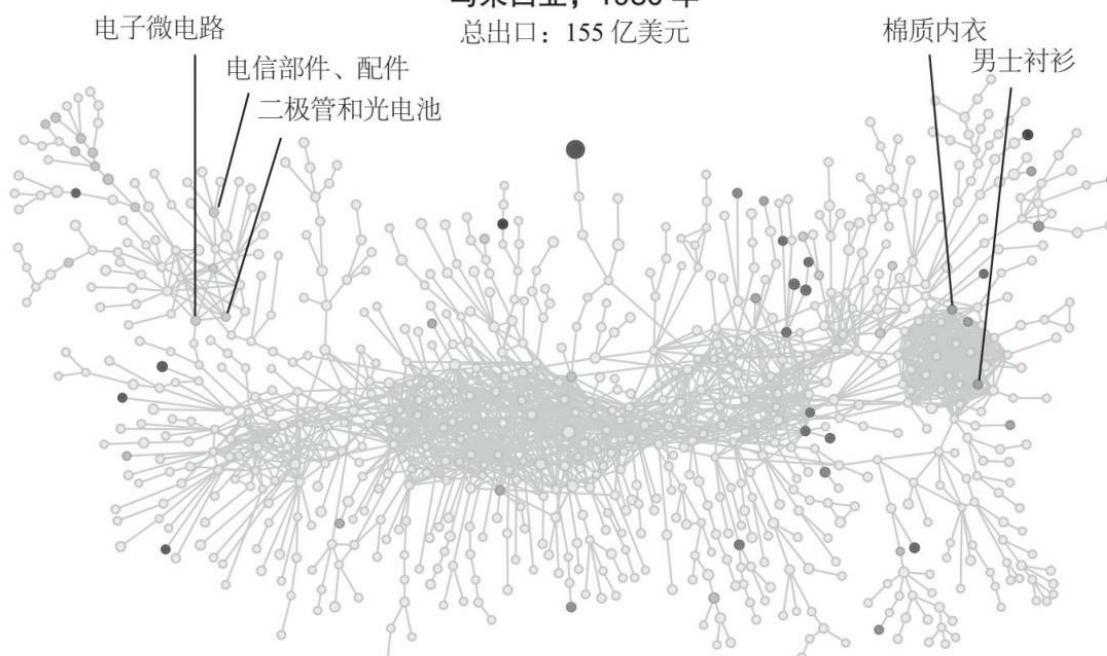 总出口：155 亿美元
电子微电路
电信部件、配件
二极管和光电池
棉质内衣
男士衬衫